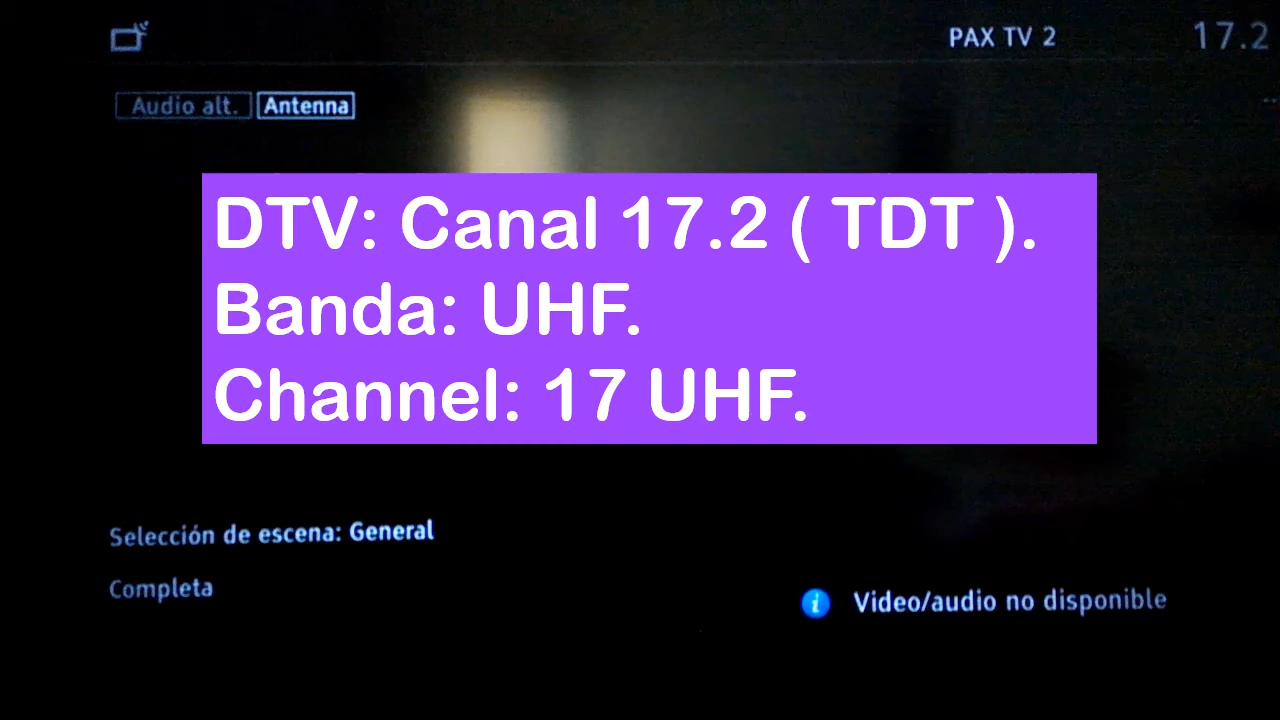 PAX TV 2 17.2
Audio alt. Antenna
DTV: Canal 17.2 ( TDT ).
Banda: UHF.
Channel: 17 UHF.
Selección de escena: General
Completa
i Video/audio no disponible